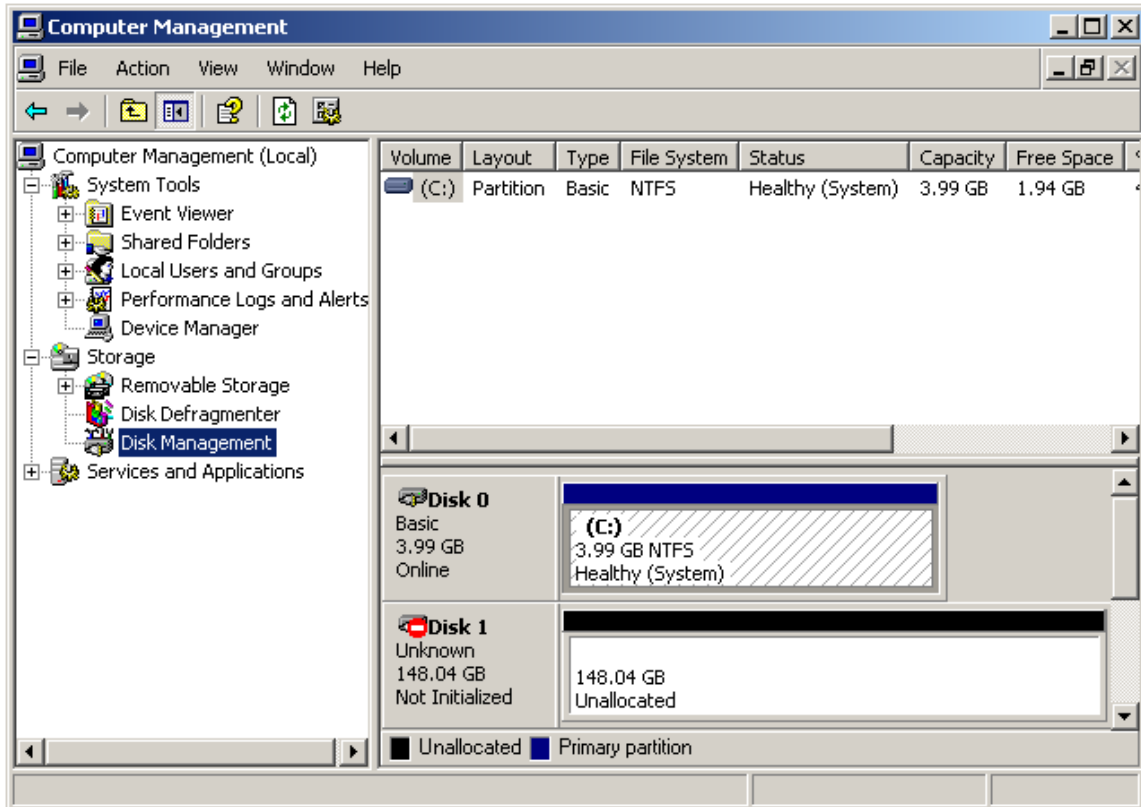 Computer Management
File Action View Window Help
Computer Management (Local)
System Tools
Event Viewer
Shared Folders
Local Users and Groups
Performance Logs and Alerts
Device Manager
Storage
Removable Storage
Disk Defragmenter
Disk Management
Services and Applications
Volume Layout Type File System Status Capacity Free Space
(C:) Partition Basic NTFS Healthy (System) 3.99 GB 1.94 GB
Disk 0
Basic
3.99 GB
Online
(C:)
3.99 GB NTFS
Healthy (System)
Disk 1
Unknown
148.04 GB
Not Initialized
148.04 GB
Unallocated
Unallocated Primary partition